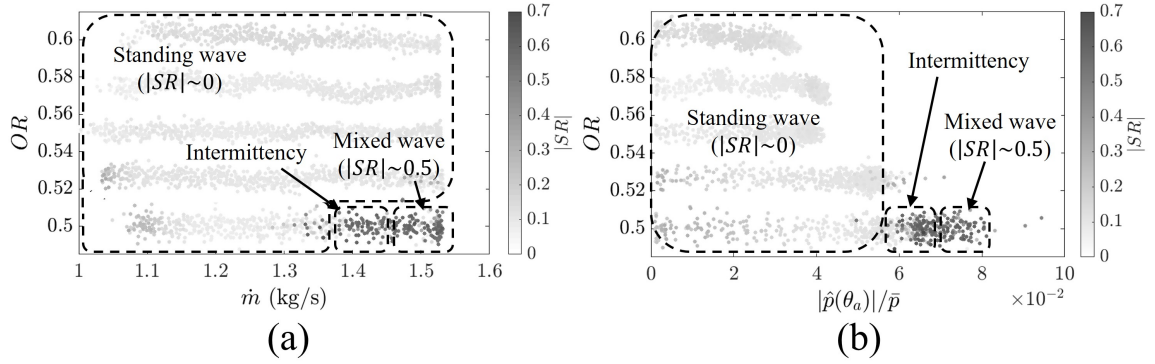 0.6
0.58
0.56
0.54
0.52
0.5
OR
1
1.1
1.2
1.3
1.4
1.5
1.6
ṁ (kg/s)
Standing wave
(|SR|~0)
Intermittency
Mixed wave
(|SR|~0.5)
0.7
0.6
0.5
0.4
0.3
0.2
0.1
0
|SR|
(a)
0.6
0.58
0.56
0.54
0.52
0.5
OR
0
2
4
6
8
10
×10⁻²
|p̂(θₐ)|/p̄
Intermittency
Standing wave
(|SR|~0)
Mixed wave
(|SR|~0.5)
0.7
0.6
0.5
0.4
0.3
0.2
0.1
0
|SR|
(b)